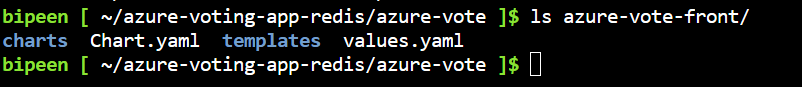 bipeen [ ~/azure-voting-app-redis/azure-vote ]$ ls azure-vote-front/
charts Chart.yaml templates values.yaml
bipeen [ ~/azure-voting-app-redis/azure-vote ]$